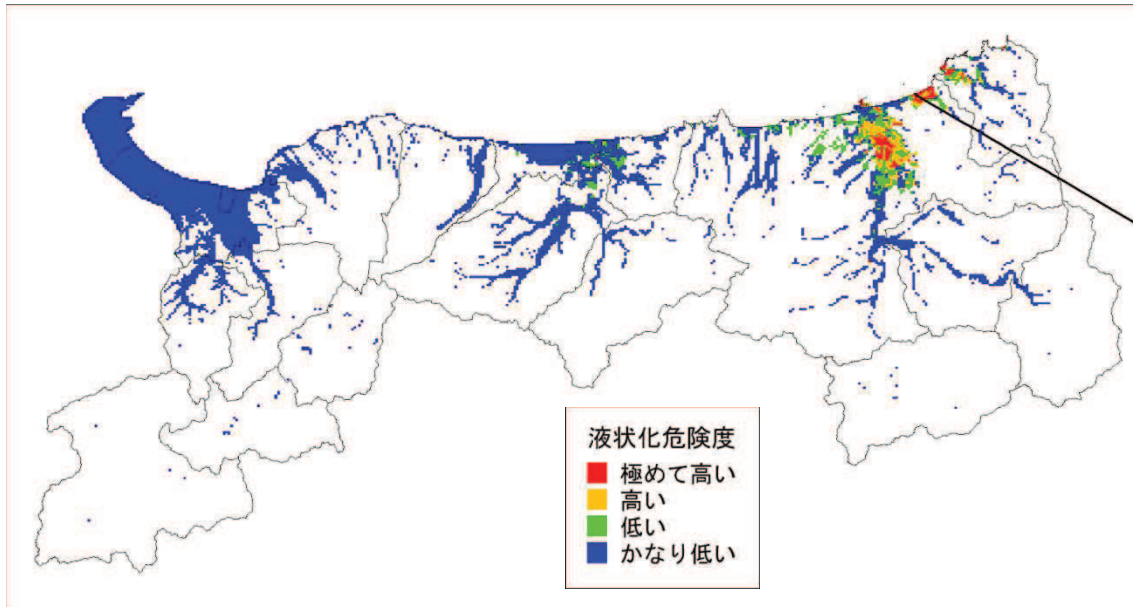 液状化危険度
極めて高い
高い
低い
かなり低い